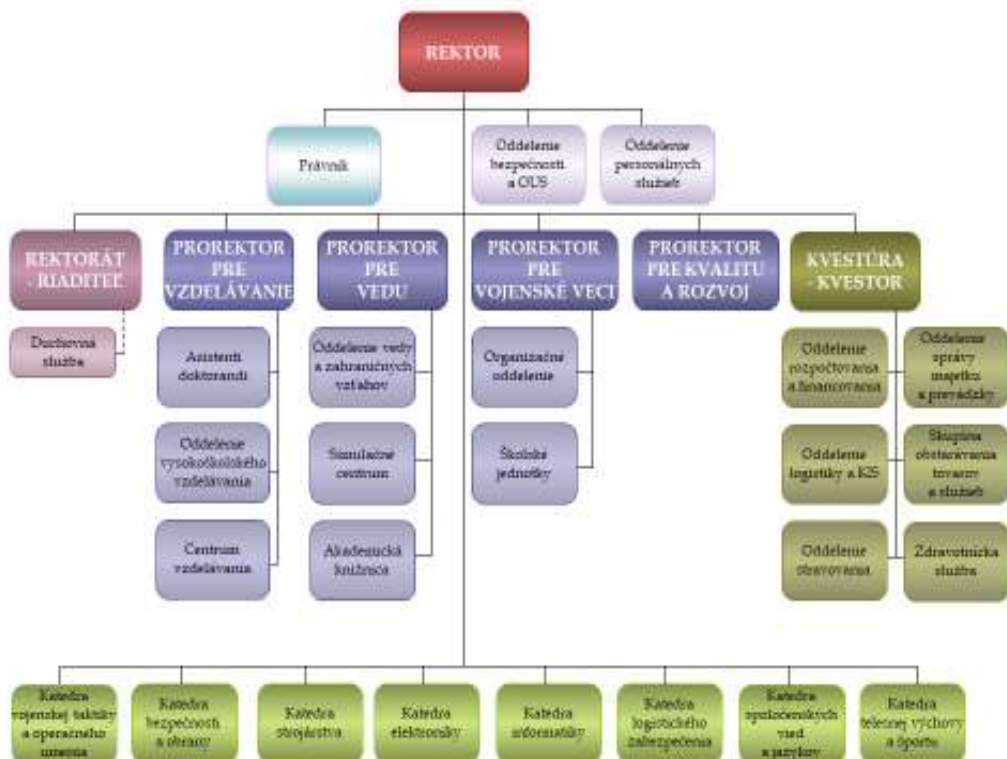 REKTOR
Právnik
Oddelenie
bezpečnosti
a OUS
Oddelenie
personálnych
služieb
REKTORÁT
- RIADITEĽ
PROREKTOR
PRE
VZDELÁVANIE
PROREKTOR
PRE
VEDU
PROREKTOR
PRE
VOJENSKÉ VECI
PROREKTOR
PRE KVALITU
A ROZVOJ
KVESTÚRA
- KVESTOR
Duchovná
služba
Asistenti
doktorandi
Oddelenie vedy
a zahraničných
vzťahov
Organizačné
oddelenie
Oddelenie
rozpočtovania
a financovania
Oddelenie
správy
majetku
a prevádzky
Oddelenie
vysokoškolského
vzdelávania
Simulačné
centrum
Školské
jednotky
Oddelenie
logistiky a KIS
Skupina
obstarávania
tovarov
a služieb
Centrum
vzdelávania
Akademická
knižnica
Oddelenie
stravovania
Zdravotnícka
služba
Katedra
vojenskej taktiky
a operačného
umenia
Katedra
bezpečnosti
a obrany
Katedra
strojárstva
Katedra
elektroniky
Katedra
informatiky
Katedra
logistického
zabezpečenia
Katedra
spoločenských
vied
a jazykov
Katedra
telesnej výchovy
a športu